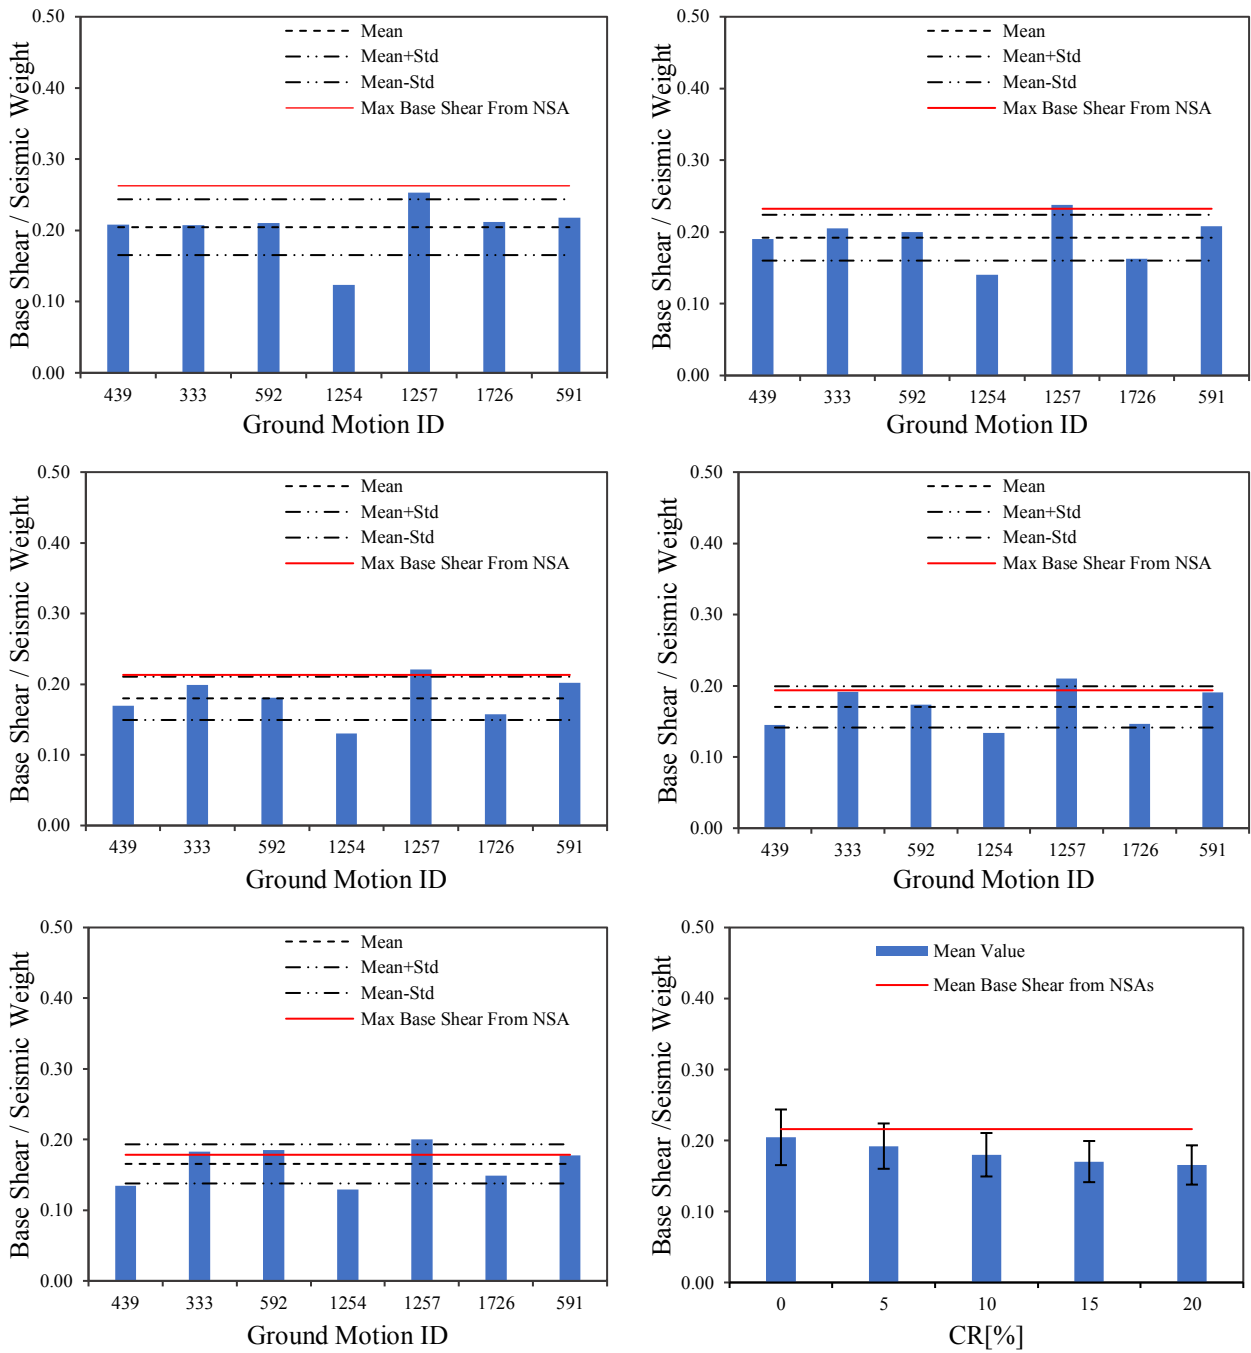 Base Shear / Seismic Weight
0.50
0.40
0.30
0.20
0.10
0.00
Mean
Mean+Std
Mean-Std
Max Base Shear From NSA
439 333 592 1254 1257 1726 591
Ground Motion ID
Base Shear / Seismic Weight
0.50
0.40
0.30
0.20
0.10
0.00
Mean
Mean+Std
Mean-Std
Max Base Shear From NSA
439 333 592 1254 1257 1726 591
Ground Motion ID
Base Shear / Seismic Weight
0.50
0.40
0.30
0.20
0.10
0.00
Mean
Mean+Std
Mean-Std
Max Base Shear From NSA
439 333 592 1254 1257 1726 591
Ground Motion ID
Base Shear / Seismic Weight
0.50
0.40
0.30
0.20
0.10
0.00
Mean
Mean+Std
Mean-Std
Max Base Shear From NSA
439 333 592 1254 1257 1726 591
Ground Motion ID
Base Shear / Seismic Weight
0.50
0.40
0.30
0.20
0.10
0.00
Mean
Mean+Std
Mean-Std
Max Base Shear From NSA
439 333 592 1254 1257 1726 591
Ground Motion ID
Base Shear /Seismic Weight
0.50
0.40
0.30
0.20
0.10
0.00
Mean Value
Mean Base Shear from NSAs
0 5 10 15 20
CR[%]